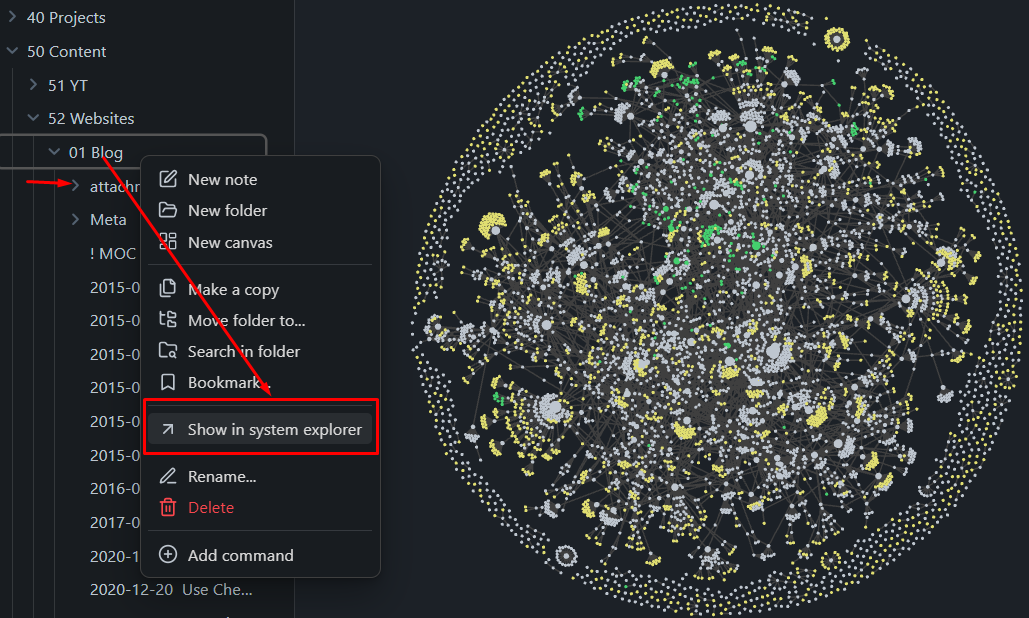 40 Projects
50 Content
51 YT
52 Websites
01 Blog
attachr
Meta
! MOC
2015-0
2015-0
2015-0
2015-0
2015-0
2015-0
2016-0
2017-0
2020-1
2020-12-20 Use Che...
New note
New folder
New canvas
Make a copy
Move folder to...
Search in folder
Bookmark...
Show in system explorer
Rename...
Delete
Add command